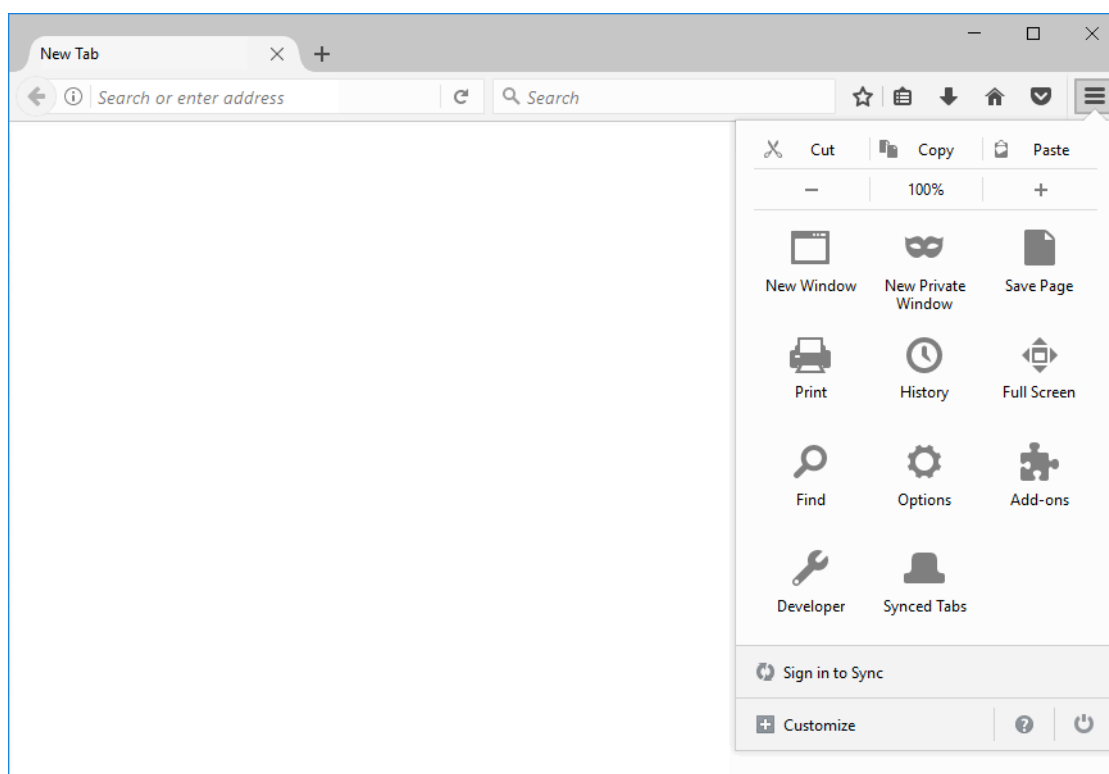 New Tab
Search or enter address
Search
Cut Copy Paste
100%
New Window New Private Window Save Page
Print History Full Screen
Find Options Add-ons
Developer Synced Tabs
Sign in to Sync
Customize